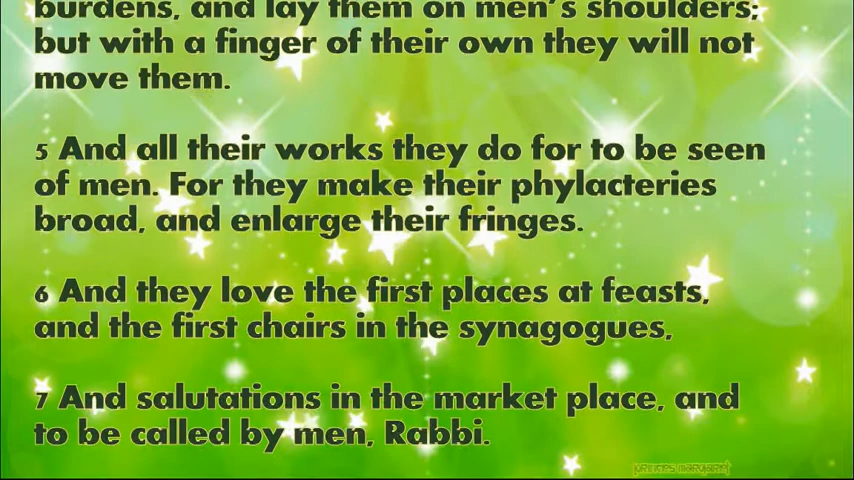 burdens, and lay them on men's shoulders;
but with a finger of their own they will not
move them.
5 And all their works they do for to be seen
of men. For they make their phylacteries
broad, and enlarge their fringes.
6 And they love the first places at feasts,
and the first chairs in the synagogues,
7 And salutations in the market place, and
to be called by men, Rabbi.